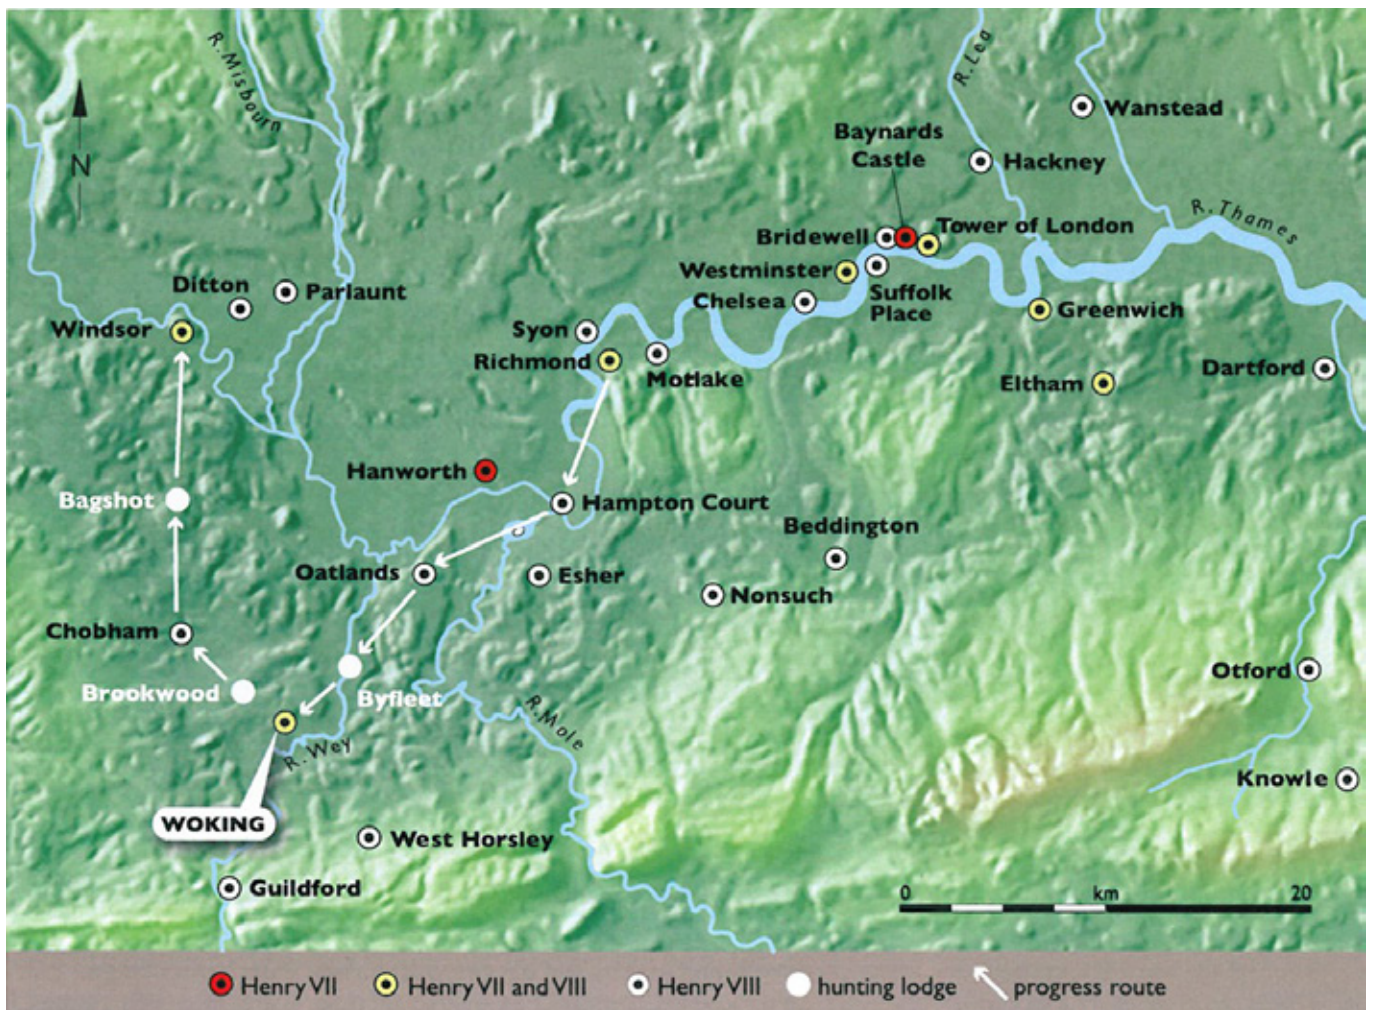 R. Misbourn
R. Lea
Wanstead
Baynards
Castle
Hackney
N
R. Thames
Tower of London
Bridewell
Westminster
Suffolk
Place
Chelsea
Greenwich
Ditton
Parlaunt
Windsor
Syon
Richmond
Motlake
Eltham
Dartford
Hanworth
Bagshot
Hampton Court
Beddington
Oatlands
Esher
Nonsuch
Chobham
Brookwood
Byfleet
Otford
R. Mole
R. Wey
Knowle
WOKING
West Horsley
Guildford
0 km 20
Henry VII
Henry VII and VIII
Henry VIII
hunting lodge
progress route